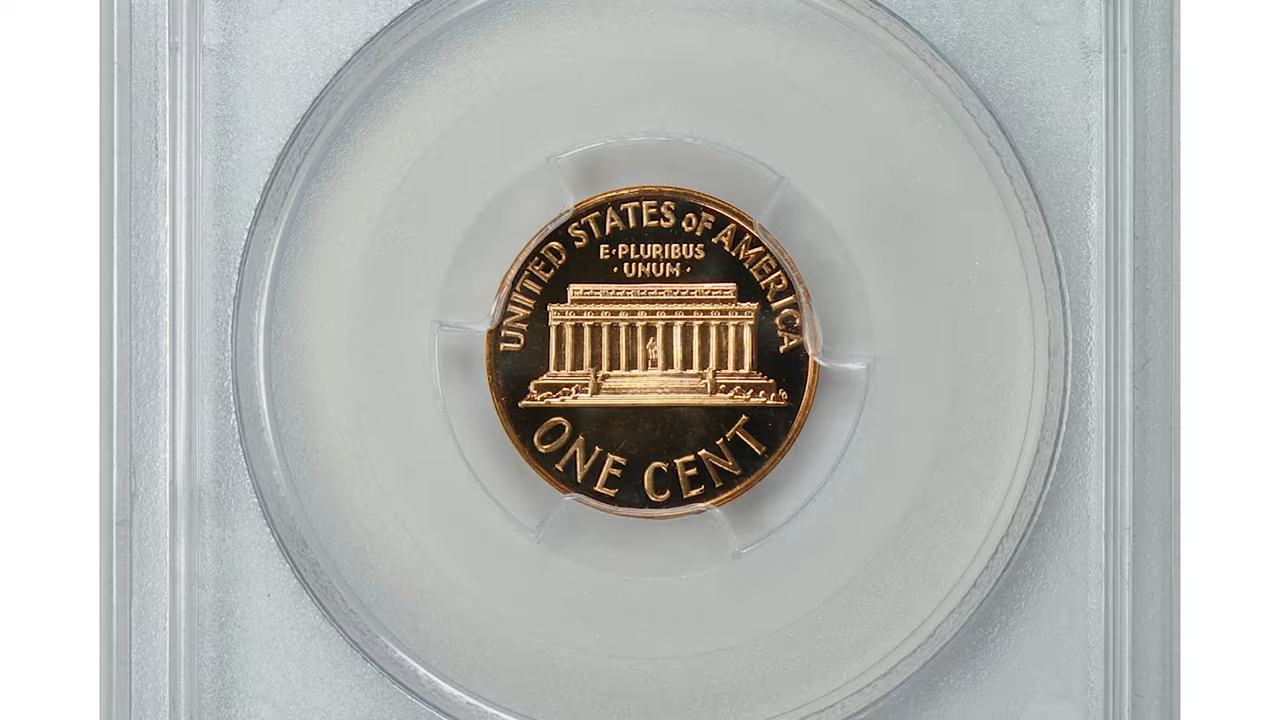 UNITED STATES OF AMERICA
E·PLURIBUS
·UNUM·
ONE CENT